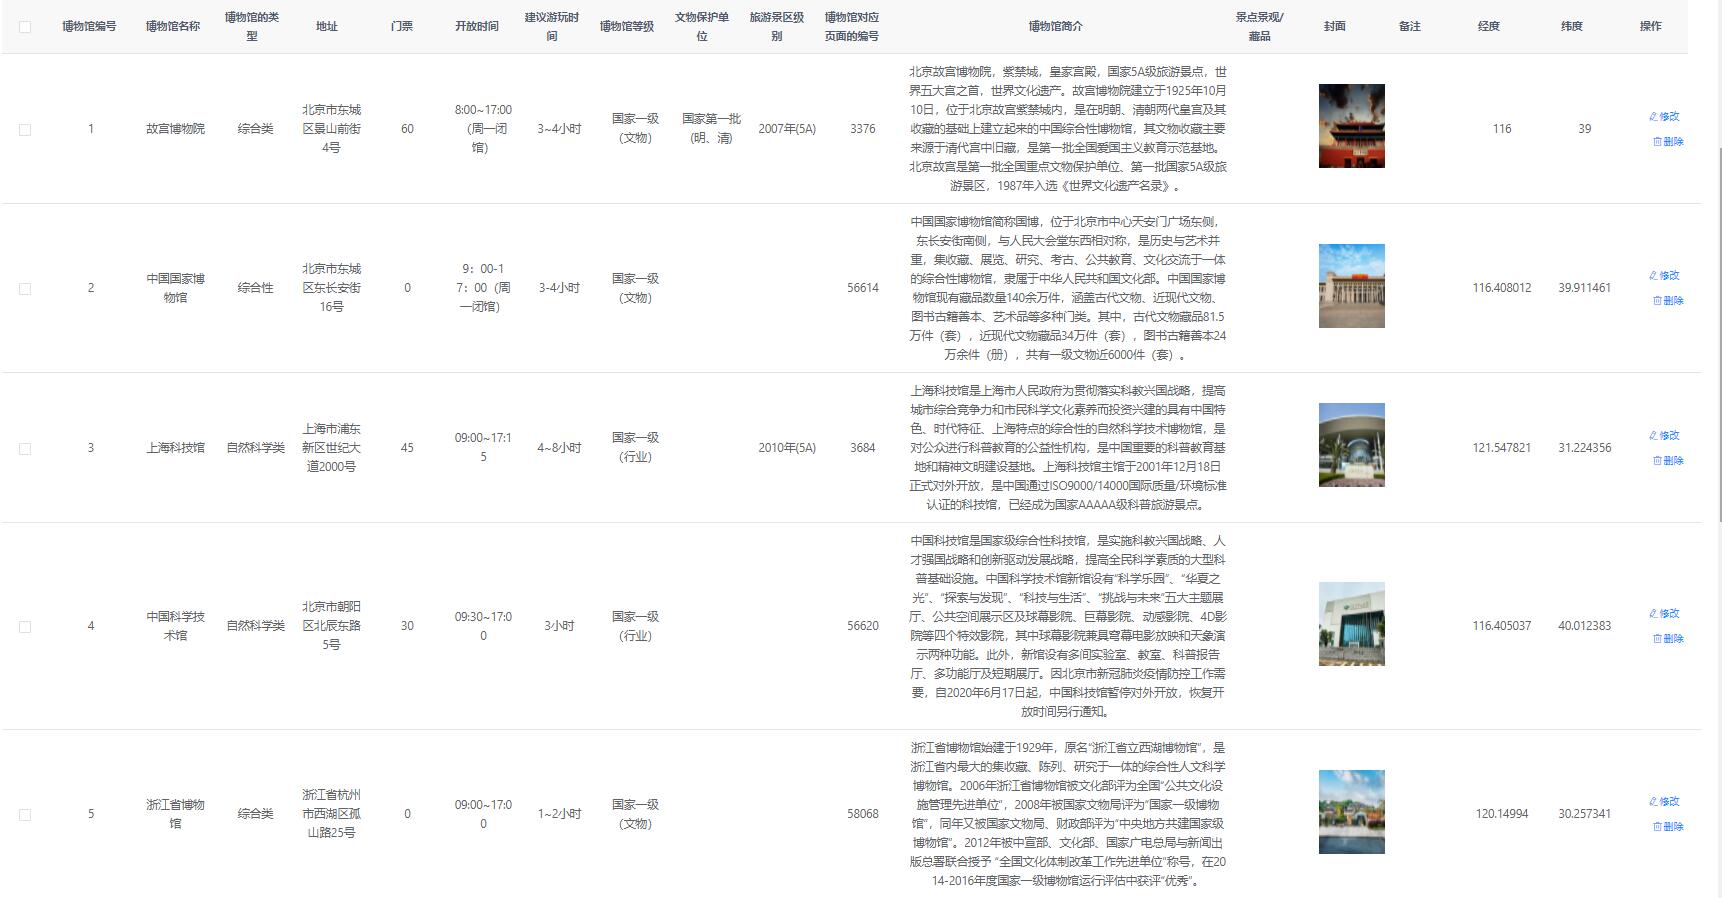 博物馆编号
博物馆名称
博物馆的类
型
地址
门票
开放时间
建议游玩时
间
博物馆等级
文物保护单
位
旅游景区级
别
博物馆对应
页面的编号
博物馆简介
景点景观/
藏品
封面
备注
经度
纬度
操作
1
故宫博物院
综合类
北京市东城
区景山前街
4号
60
8:00~17:00
（周一闭
馆）
3~4小时
国家一级
（文物）
国家第一批
（明、清）
2007年(5A)
3376
北京故宫博物院，紫禁城，皇家宫殿，国家5A级旅游景点，世
界五大宫之首，世界文化遗产。故宫博物院建立于1925年10月
10日，位于北京故宫紫禁城内，是在明朝、清朝两代皇宫及其
收藏的基础上建立起来的中国综合性博物馆，其文物收藏主要
来源于清代宫中旧藏，是第一批全国爱国主义教育示范基地。
北京故宫是第一批全国重点文物保护单位、第一批国家5A级旅
游景区，1987年入选《世界文化遗产名录》。
116
39
修改
删除
2
中国国家博
物馆
综合性
北京市东城
区东长安街
16号
0
9：00-1
7：00（周
一闭馆）
3-4小时
国家一级
（文物）
56614
中国国家博物馆简称国博，位于北京市中心天安门广场东侧，
东长安街南侧，与人民大会堂东西相对称，是历史与艺术并
重，集收藏、展览、研究、考古、公共教育、文化交流于一体
的综合性博物馆，隶属于中华人民共和国文化部。中国国家博
物馆现有藏品数量140余万件，涵盖古代文物、近现代文物、
图书古籍善本、艺术品等多种门类。其中，古代文物藏品81.5
万件（套），近现代文物藏品34万件（套），图书古籍善本24
万余件（册），共有一级文物近6000件（套）。
116.408012
39.911461
修改
删除
3
上海科技馆
自然科学类
上海市浦东
新区世纪大
道2000号
45
09:00~17:1
5
4~8小时
国家一级
（行业）
2010年(5A)
3684
上海科技馆是上海市人民政府为贯彻落实科教兴国战略，提高
城市综合竞争力和市民科学文化素养而投资兴建的具有中国特
色、时代特征、上海特点的综合性的自然科学技术博物馆，是
对公众进行科普教育的公益性机构，是中国重要的科普教育基
地和精神文明建设基地。上海科技馆主馆于2001年12月18日
正式对外开放，是中国通过ISO9000/14000国际质量/环境标准
认证的科技馆，已经成为国家AAAAA级科普旅游景点。
121.547821
31.224356
修改
删除
4
中国科学技
术馆
自然科学类
北京市朝阳
区北辰东路
5号
30
09:30~17:0
0
3小时
国家一级
（行业）
56620
中国科技馆是国家级综合性科技馆，是实施科教兴国战略、人
才强国战略和创新驱动发展战略，提高全民科学素质的大型科
普基础设施。中国科学技术馆新馆设有“科学乐园”、“华夏之
光”、“探索与发现”、“科技与生活”、“挑战与未来”五大主题展
厅、公共空间展示区及球幕影院、巨幕影院、动感影院、4D影
院等四个特效影院，其中球幕影院兼具穹幕电影放映和天象演
示两种功能。此外，新馆设有多间实验室、教室、科普报告
厅、多功能厅及短期展厅。因北京市新冠肺炎疫情防控工作需
要，自2020年6月17日起，中国科技馆暂停对外开放，恢复开
放时间另行通知。
116.405037
40.012383
修改
删除
5
浙江省博物
馆
综合类
浙江省杭州
市西湖区孤
山路25号
0
09:00~17:0
0
1~2小时
国家一级
（文物）
58068
浙江省博物馆始建于1929年，原名“浙江省立西湖博物馆”，是
浙江省内最大的集收藏、陈列、研究于一体的综合性人文科学
博物馆。2006年浙江省博物馆被文化部评为全国“公共文化设
施管理先进单位”，2008年被国家文物局评为“国家一级博物
馆”，同年又被国家文物局、财政部评为“中央地方共建国家级
博物馆”。2012年被中宣部、文化部、国家广电总局与新闻出
版总署联合授予 “全国文化体制改革工作先进单位”称号，在20
14-2016年度国家一级博物馆运行评估中获评“优秀”。
120.14994
30.257341
修改
删除